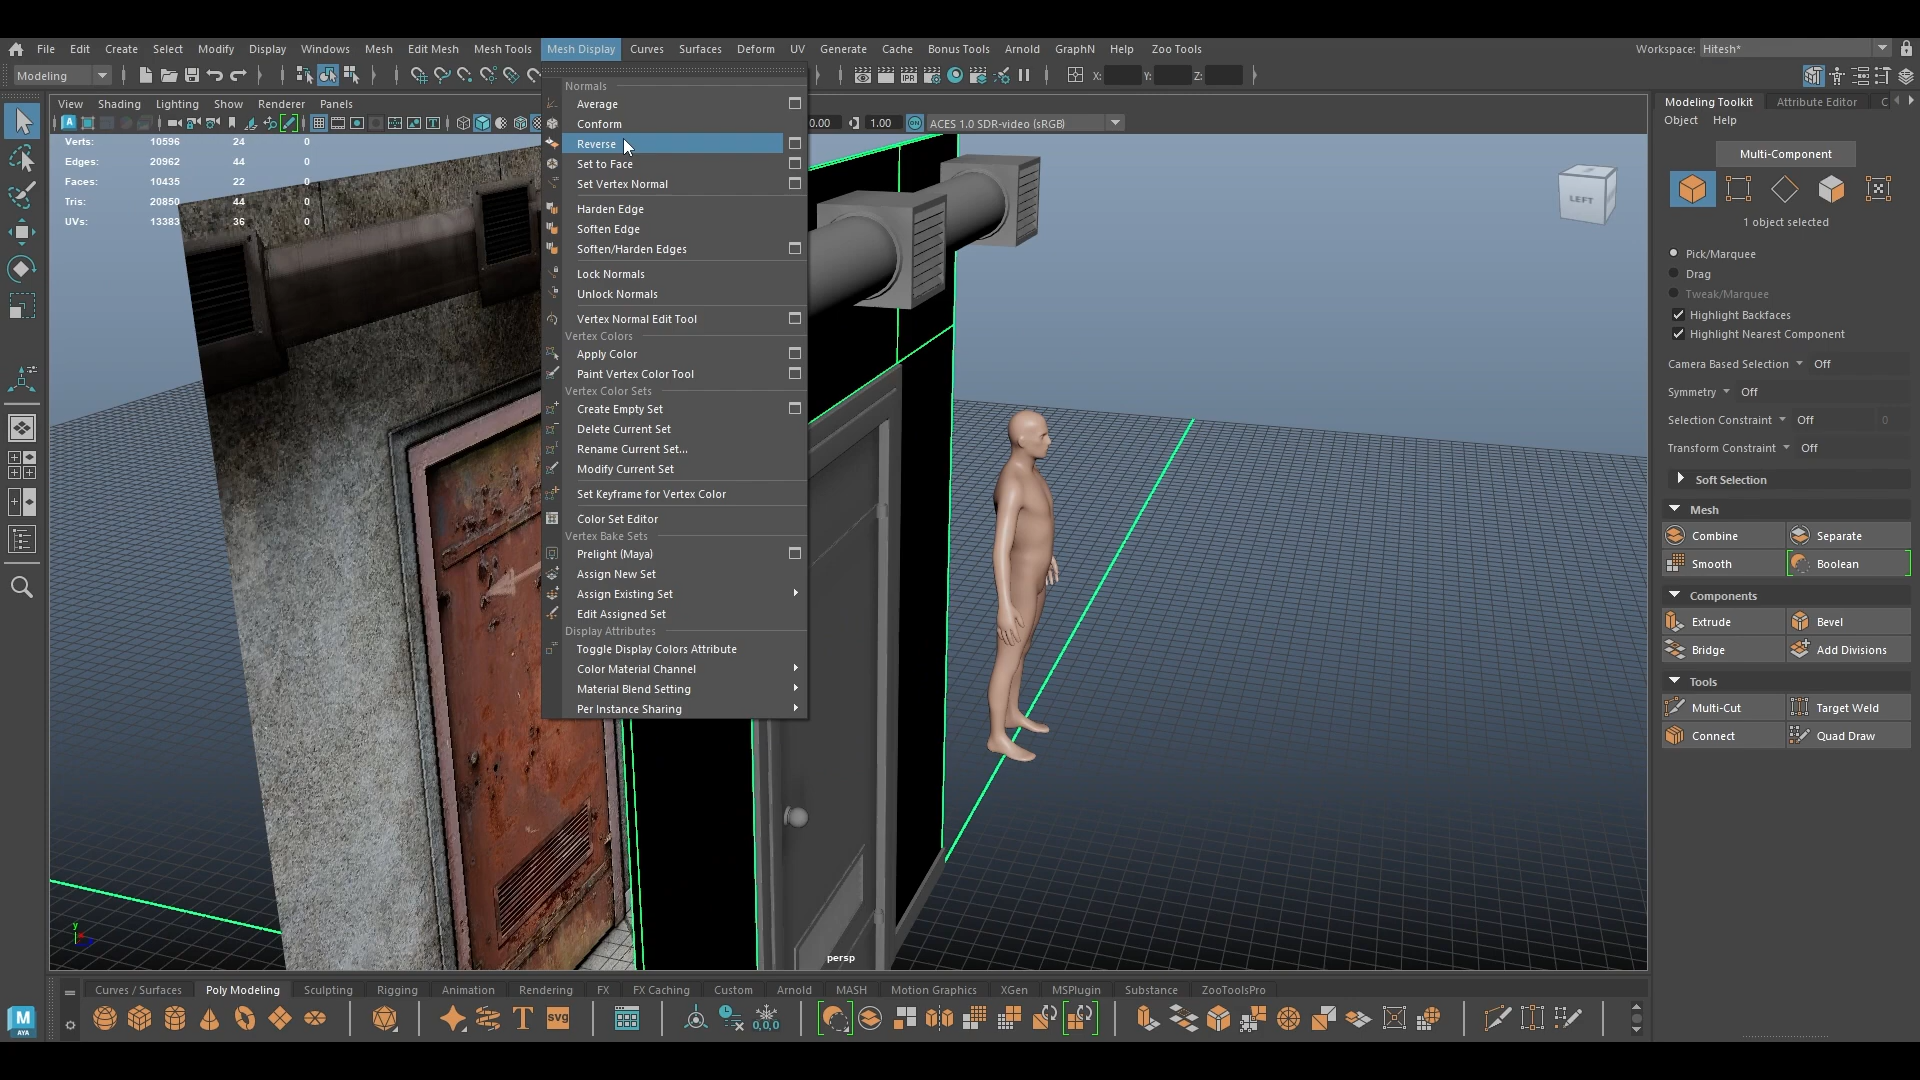 File Edit Create Select Modify Display Windows Mesh Edit Mesh Mesh Tools Mesh Display Curves Surfaces Deform UV Generate Cache Bonus Tools Arnold GraphN Help Zoo Tools Workspace: Hitesh*
Modeling X: Y: Z:
View Shading Lighting Show Renderer Panels
0.00 1.00 ON ACES 1.0 SDR-video (sRGB)
IPR
Verts: 10596 24 0
Edges: 20962 44 0
Faces: 10435 22 0
Tris: 20850 44 0
UVs: 13383 36 0
Normals
Average
Conform
Reverse
Set to Face
Set Vertex Normal
Harden Edge
Soften Edge
Soften/Harden Edges
Lock Normals
Unlock Normals
Vertex Normal Edit Tool
Vertex Colors
Apply Color
Paint Vertex Color Tool
Vertex Color Sets
Create Empty Set
Delete Current Set
Rename Current Set...
Modify Current Set
Set Keyframe for Vertex Color
Color Set Editor
Vertex Bake Sets
Prelight (Maya)
Assign New Set
Assign Existing Set
Edit Assigned Set
Display Attributes
Toggle Display Colors Attribute
Color Material Channel
Material Blend Setting
Per Instance Sharing
LEFT
persp
y
Modeling Toolkit Attribute Editor C
Object Help
Multi-Component
1 object selected
Pick/Marquee
Drag
Tweak/Marquee
Highlight Backfaces
Highlight Nearest Component
Camera Based Selection Off
Symmetry Off
Selection Constraint Off 0
Transform Constraint Off
Soft Selection
Mesh
Combine Separate
Smooth Boolean
Components
Extrude Bevel
Bridge Add Divisions
Tools
Multi-Cut Target Weld
Connect Quad Draw
Curves / Surfaces Poly Modeling Sculpting Rigging Animation Rendering FX FX Caching Custom Arnold MASH Motion Graphics XGen MSPlugin Substance ZooToolsPro
M
AYA
T svg 0,0,0